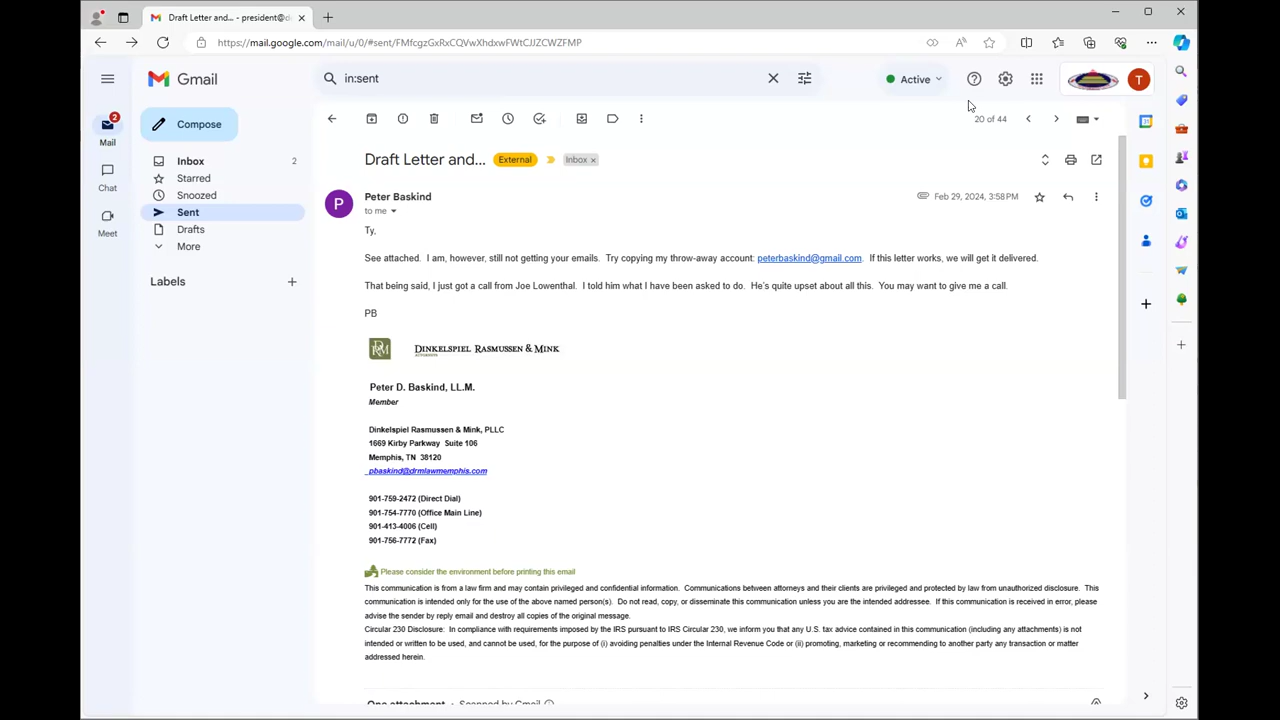 Draft Letter and... - president@d
https://mail.google.com/mail/u/0/#sent/FMfcgzGxRxCQVwXhdxwFWtCJJZCWZFMP
Gmail
in:sent
Active
T
2
Mail
Chat
Meet
Compose
Inbox 2
Starred
Snoozed
Sent
Drafts
More
Labels
20 of 44
Draft Letter and... External Inbox x
P
Peter Baskind
Feb 29, 2024, 3:58 PM
to me
Ty,
See attached. I am, however, still not getting your emails. Try copying my throw-away account: peterbaskind@gmail.com. If this letter works, we will get it delivered.
That being said, I just got a call from Joe Lowenthal. I told him what I have been asked to do. He's quite upset about all this. You may want to give me a call.
PB
DRM
DINKELSPIEL RASMUSSEN & MINK
ATTORNEYS
Peter D. Baskind, LL.M.
Member
Dinkelspiel Rasmussen & Mink, PLLC
1669 Kirby Parkway Suite 106
Memphis, TN 38120
pbaskind@drmlawmemphis.com
901-759-2472 (Direct Dial)
901-754-7770 (Office Main Line)
901-413-4006 (Cell)
901-756-7772 (Fax)
Please consider the environment before printing this email
This communication is from a law firm and may contain privileged and confidential information. Communications between attorneys and their clients are privileged and protected by law from unauthorized disclosure. This
communication is intended only for the use of the above named person(s). Do not read, copy, or disseminate this communication unless you are the intended addressee. If this communication is received in error, please
advise the sender by reply email and destroy all copies of the original message.
Circular 230 Disclosure: In compliance with requirements imposed by the IRS pursuant to IRS Circular 230, we inform you that any U.S. tax advice contained in this communication (including any attachments) is not
intended or written to be used, and cannot be used, for the purpose of (i) avoiding penalties under the Internal Revenue Code or (ii) promoting, marketing or recommending to another party any transaction or matter
addressed herein.
One attachment • Scanned by Gmail